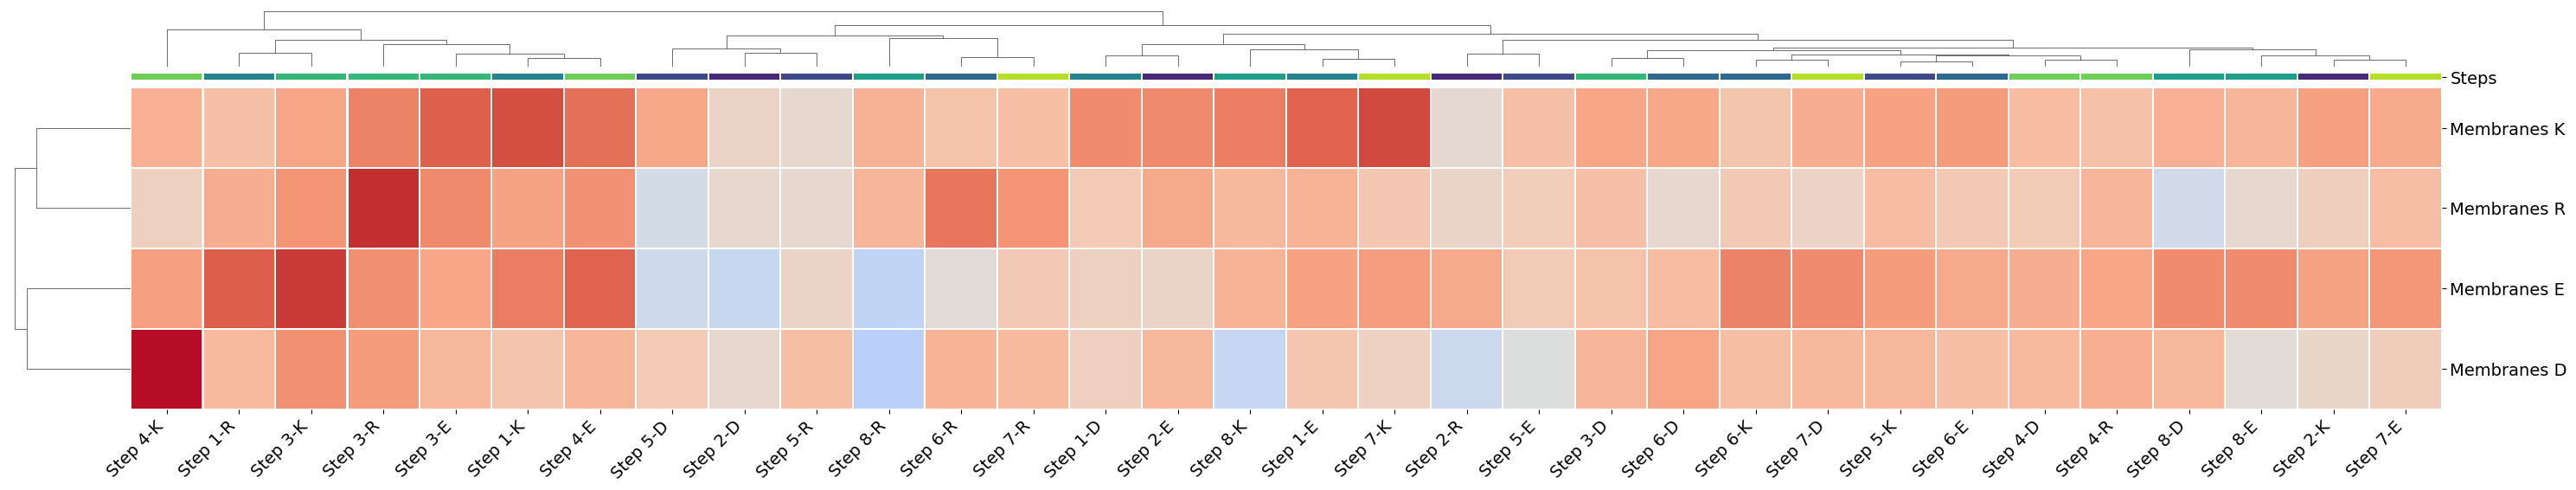 Steps
Membranes K
Membranes R
Membranes E
Membranes D
Step 4-K
Step 1-R
Step 3-K
Step 3-R
Step 3-E
Step 1-K
Step 4-E
Step 5-D
Step 2-D
Step 5-R
Step 8-R
Step 6-R
Step 7-R
Step 1-D
Step 2-E
Step 8-K
Step 1-E
Step 7-K
Step 2-R
Step 5-E
Step 3-D
Step 6-D
Step 6-K
Step 7-D
Step 5-K
Step 6-E
Step 4-D
Step 4-R
Step 8-D
Step 8-E
Step 2-K
Step 7-E